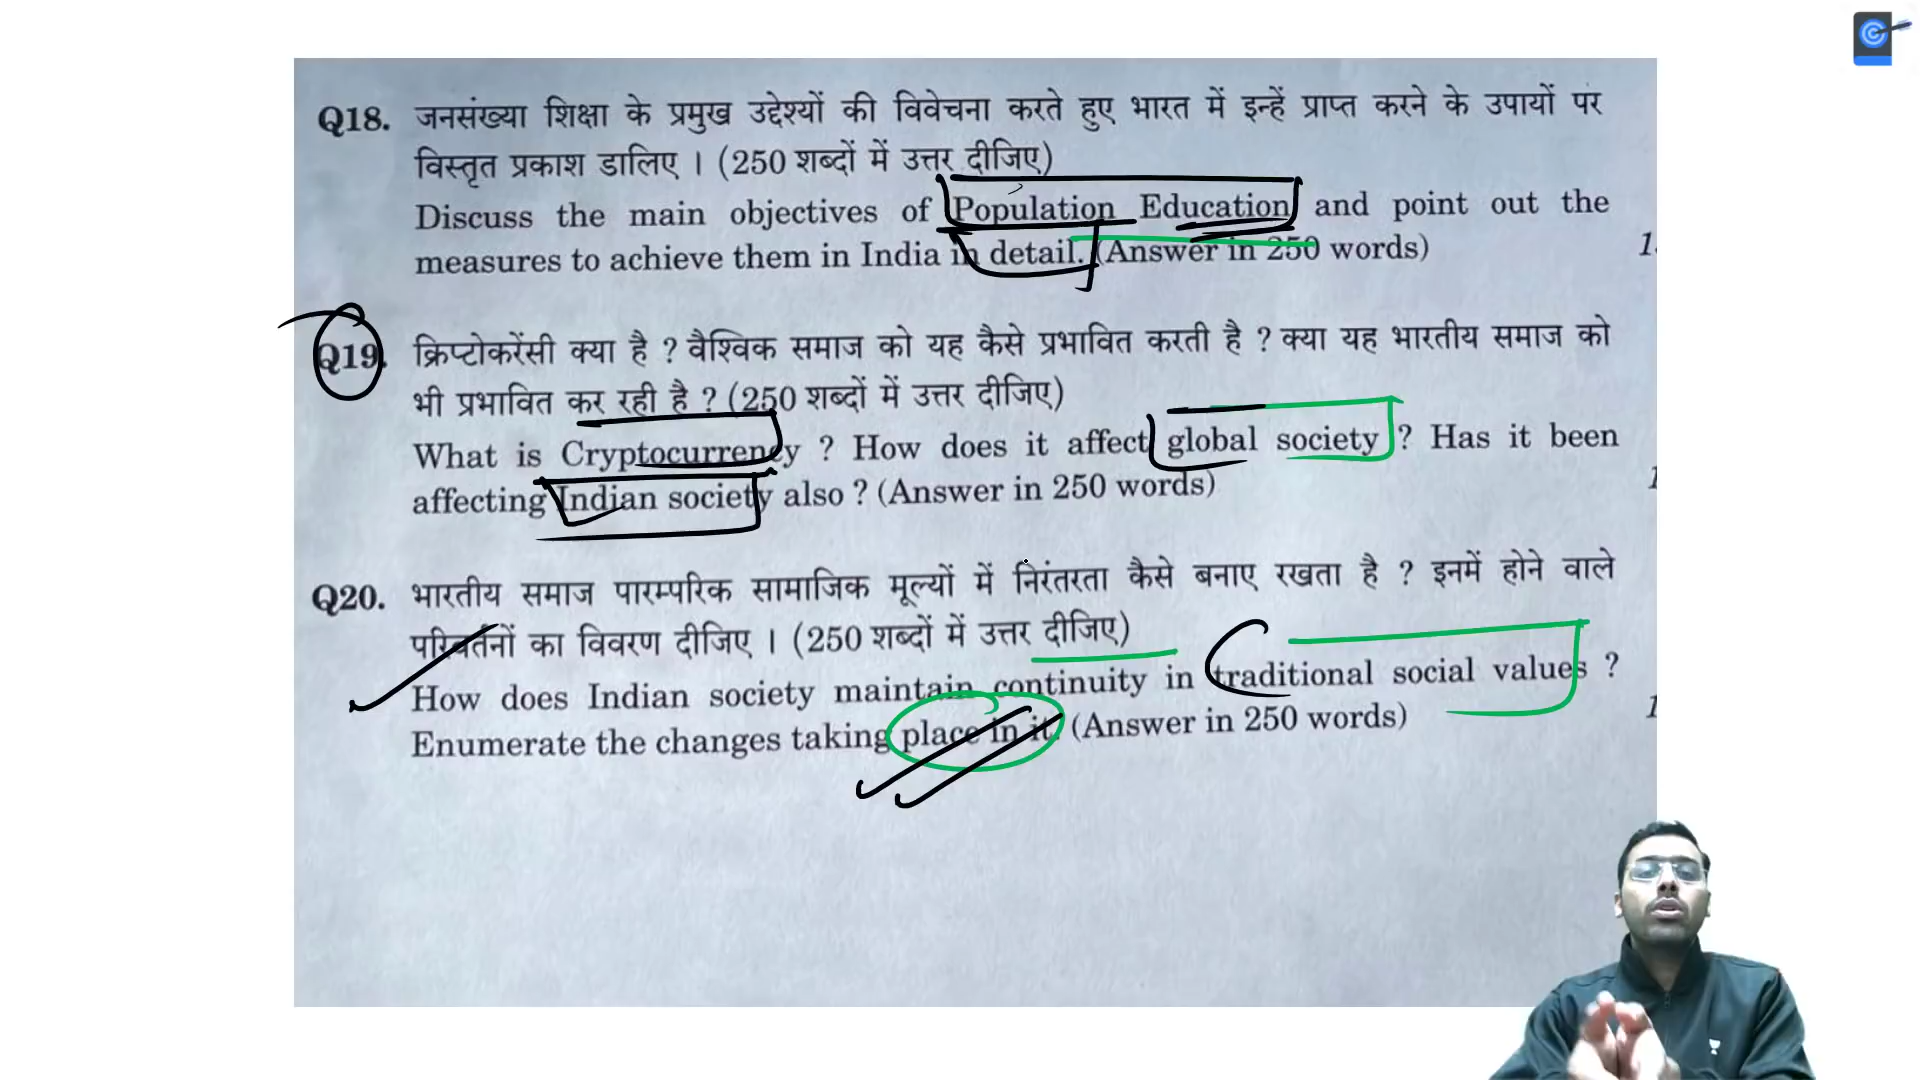 Q18. जनसंख्या शिक्षा के प्रमुख उद्देश्यों की विवेचना करते हुए भारत में इन्हें प्राप्त करने के उपायों पर
विस्तृत प्रकाश डालिए । (250 शब्दों में उत्तर दीजिए)
Discuss the main objectives of Population Education and point out the
measures to achieve them in India in detail. (Answer in 250 words)
Q19. क्रिप्टोकरेंसी क्या है ? वैश्विक समाज को यह कैसे प्रभावित करती है ? क्या यह भारतीय समाज को
भी प्रभावित कर रही है ? (250 शब्दों में उत्तर दीजिए)
What is Cryptocurrency ? How does it affect global society ? Has it been
affecting Indian society also ? (Answer in 250 words)
Q20. भारतीय समाज पारम्परिक सामाजिक मूल्यों में निरंतरता कैसे बनाए रखता है ? इनमें होने वाले
परिवर्तनों का विवरण दीजिए । (250 शब्दों में उत्तर दीजिए)
How does Indian society maintain continuity in traditional social values ?
Enumerate the changes taking place in it. (Answer in 250 words)